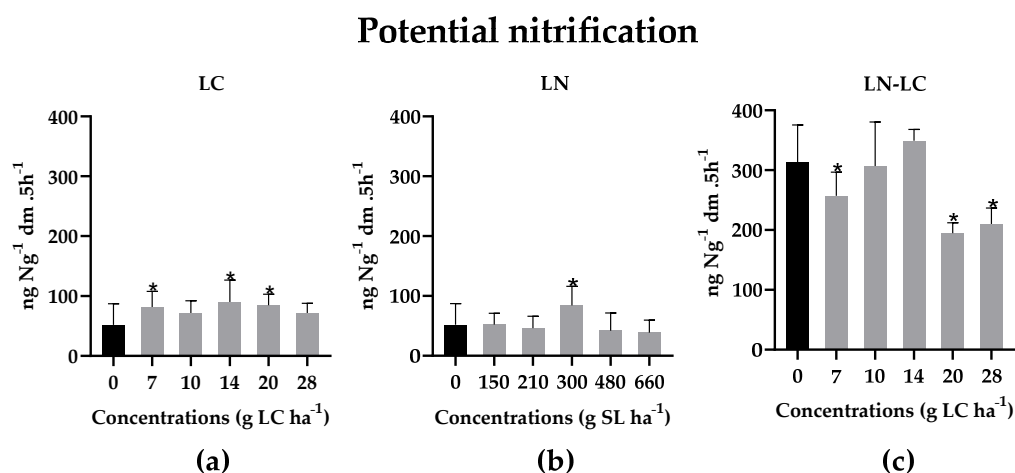 Potential nitrification
LC
400
300
200
100
0
ng Ng⁻¹ dm .5h⁻¹
* * *
0 7 10 14 20 28
Concentrations (g LC ha⁻¹)
(a)
LN
400
300
200
100
0
ng Ng⁻¹ dm .5h⁻¹
*
0 150 210 300 480 660
Concentrations (g SL ha⁻¹)
(b)
LN-LC
400
300
200
100
0
ng Ng⁻¹ dm .5h⁻¹
* * *
0 7 10 14 20 28
Concentrations (g LC ha⁻¹)
(c)